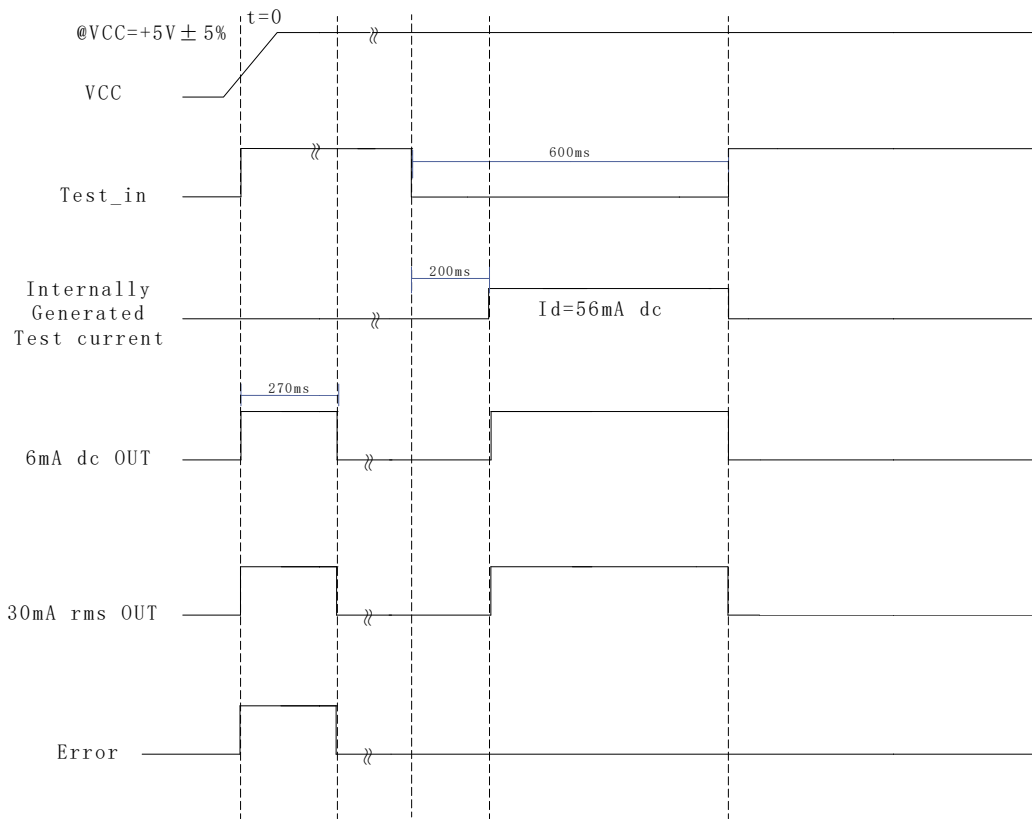 t=0
@VCC=+5V±5%
VCC
600ms
Test_in
200ms
Internally
Generated
Test current
Id=56mA dc
270ms
6mA dc OUT
30mA rms OUT
Error